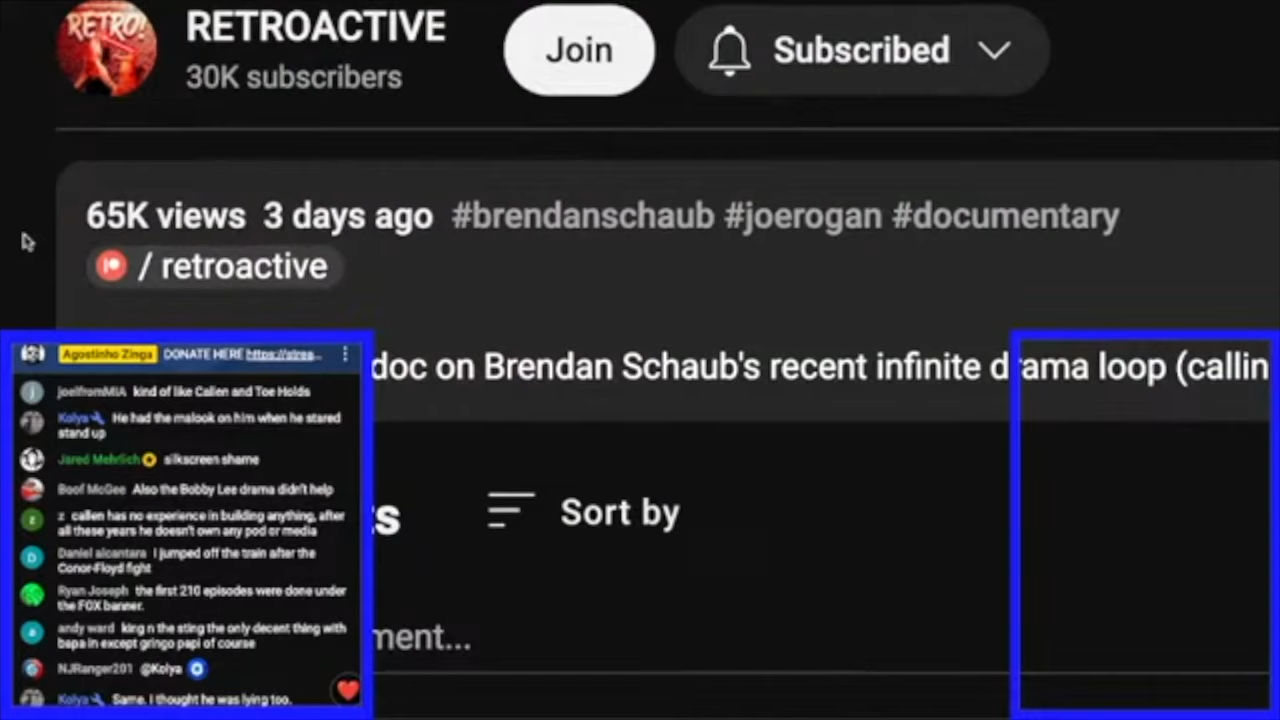 RETRO!
RETROACTIVE
30K subscribers
Join
Subscribed
65K views 3 days ago #brendanschaub #joerogan #documentary
/ retroactive
doc on Brendan Schaub's recent infinite drama loop (callin
Sort by
ment...
Agostinho Zinga DONATE HERE https://strea...
joelfromMIA kind of like Callen and Toe Holds
Kolya He had the malook on him when he stared
stand up
Jared Mehrlich silkscreen shame
Boof McGee Also the Bobby Lee drama didn't help
z callen has no experience in building anything, after
all these years he doesn't own any pod or media
Daniel alcantara I jumped off the train after the
Conor-Floyd fight
Ryan Joseph the first 210 episodes were done under
the FOX banner.
andy ward king n the sting the only decent thing with
bapa in except gringo papi of course
NJRanger201 @Kolya
Kolya Same. I thought he was lying too.